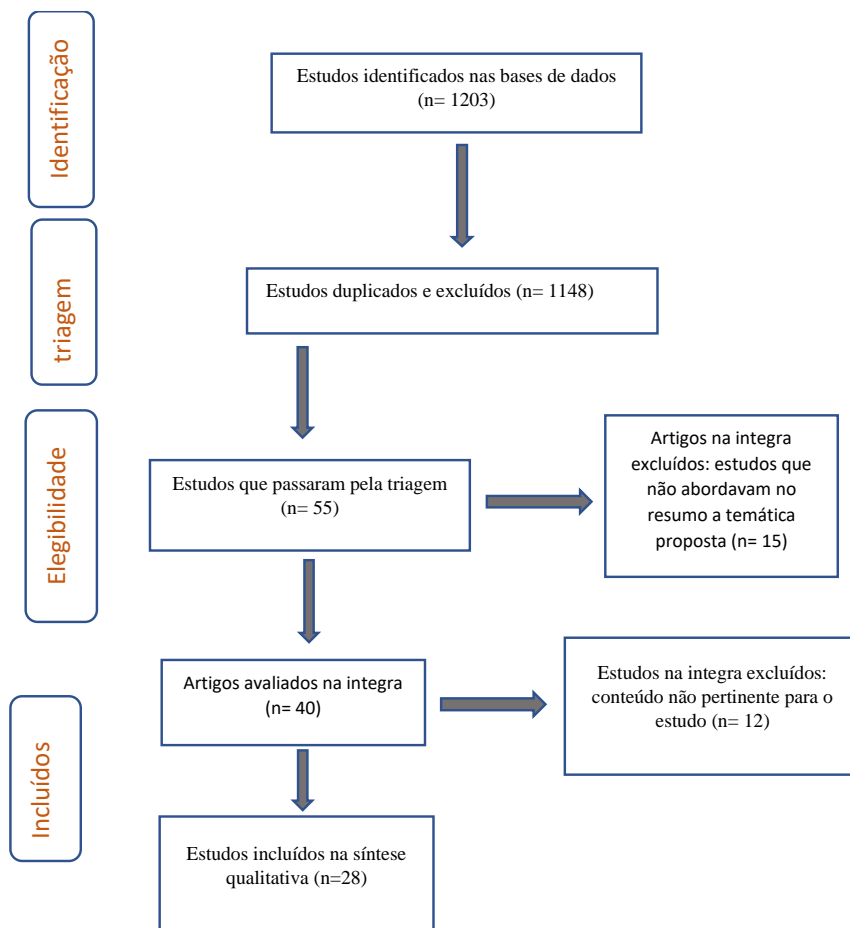 Identificação
Estudos identificados nas bases de dados
(n= 1203)
triagem
Estudos duplicados e excluídos (n= 1148)
Elegibilidade
Estudos que passaram pela triagem
(n= 55)
Artigos na integra
excluídos: estudos que
não abordavam no
resumo a temática
proposta (n= 15)
Incluídos
Artigos avaliados na integra
(n= 40)
Estudos na integra excluídos:
conteúdo não pertinente para o
estudo (n= 12)
Estudos incluídos na síntese
qualitativa (n=28)